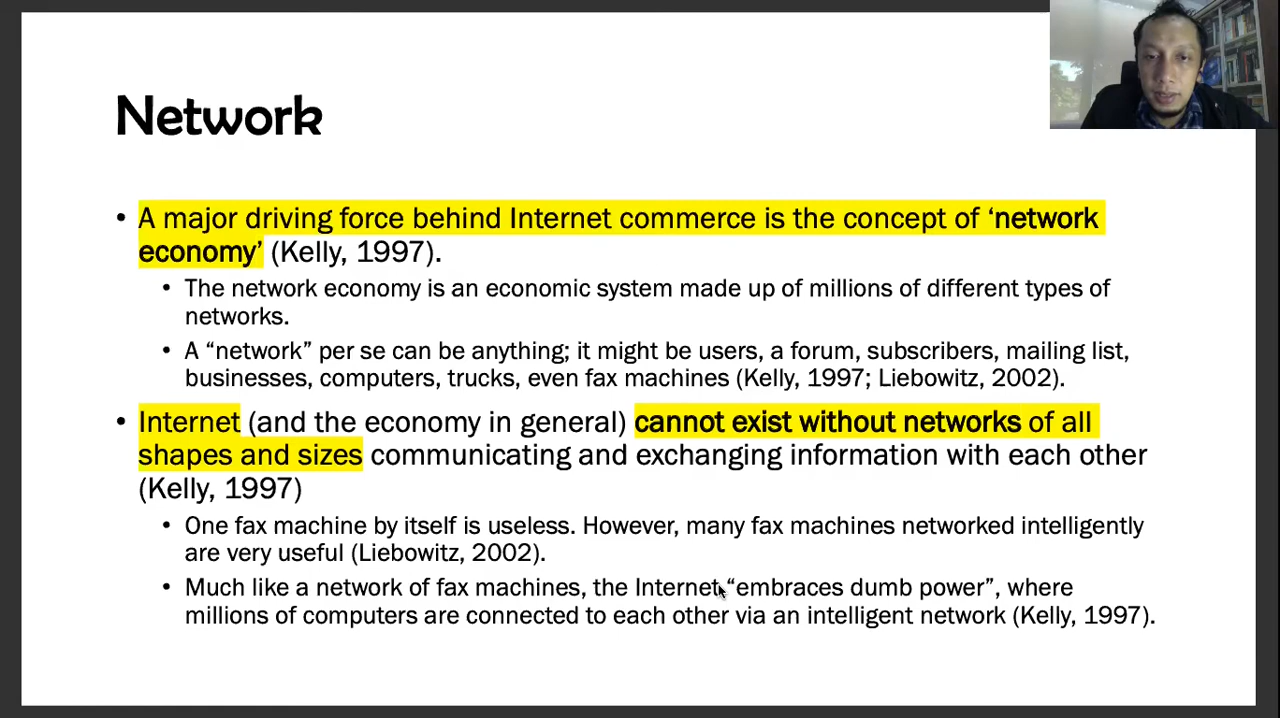 Network
• A major driving force behind Internet commerce is the concept of ‘network
economy’ (Kelly, 1997).
• The network economy is an economic system made up of millions of different types of
networks.
• A “network” per se can be anything; it might be users, a forum, subscribers, mailing list,
businesses, computers, trucks, even fax machines (Kelly, 1997; Liebowitz, 2002).
• Internet (and the economy in general) cannot exist without networks of all
shapes and sizes communicating and exchanging information with each other
(Kelly, 1997)
• One fax machine by itself is useless. However, many fax machines networked intelligently
are very useful (Liebowitz, 2002).
• Much like a network of fax machines, the Internet “embraces dumb power”, where
millions of computers are connected to each other via an intelligent network (Kelly, 1997).